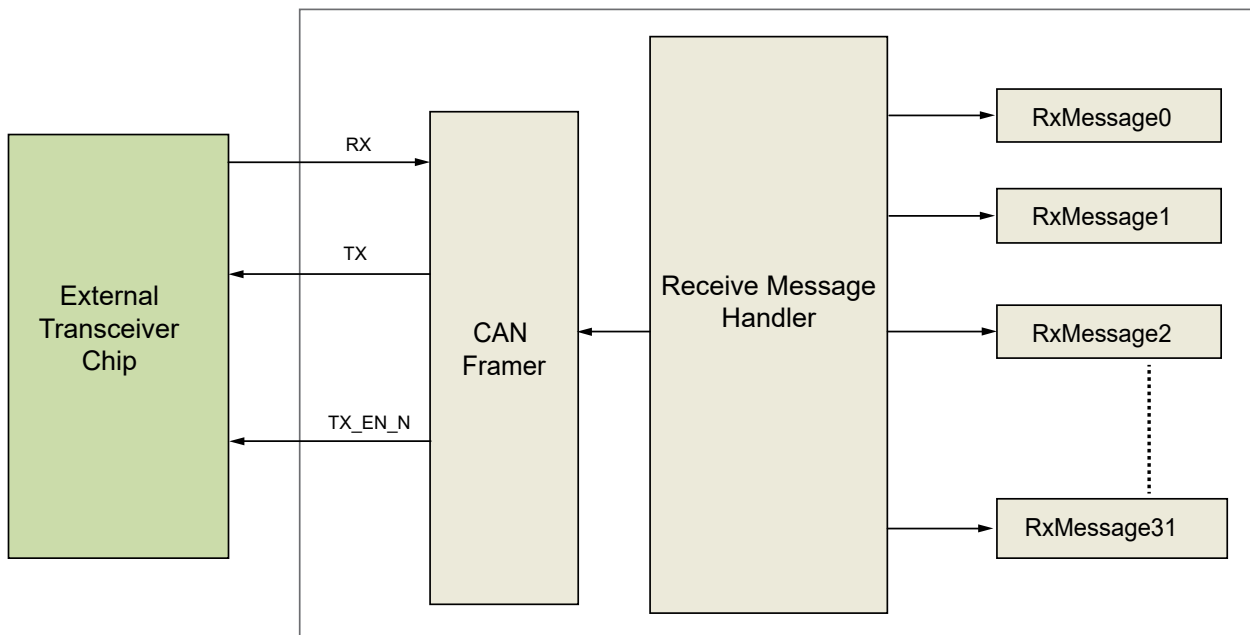 External
Transceiver
Chip
RX
TX
TX_EN_N
CAN
Framer
Receive Message
Handler
RxMessage0
RxMessage1
RxMessage2
RxMessage31